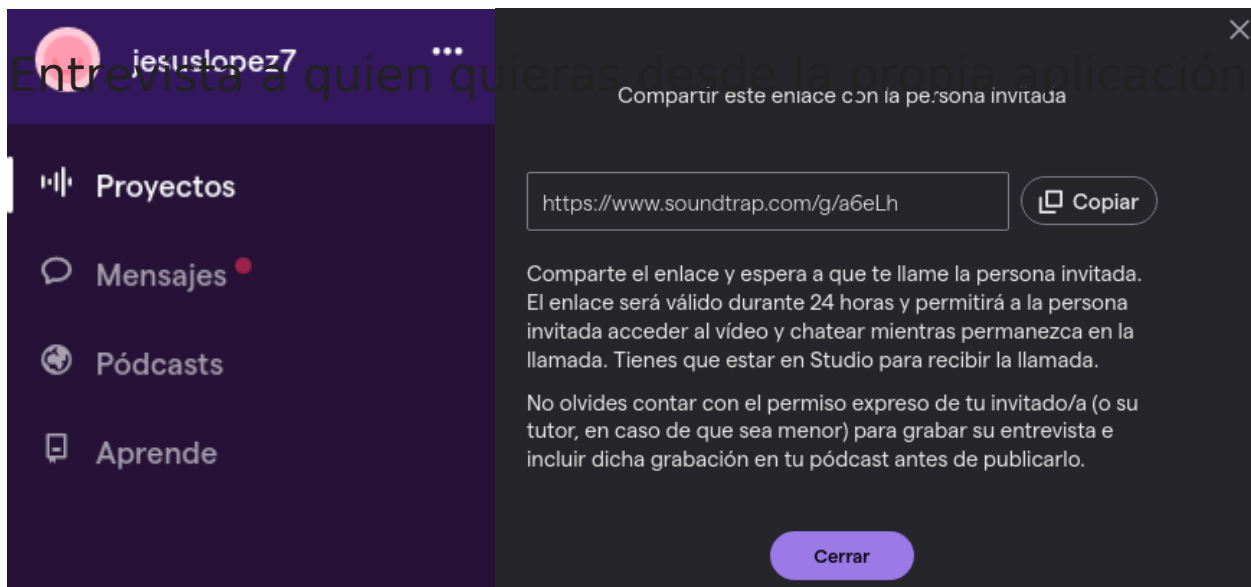 jesuslopez7
Entrevista a quien quieras desde la propia aplicación
Proyectos
Mensajes
Pódcasts
Aprende
Compartir este enlace con la persona invitada
https://www.soundtrap.com/g/a6eLh
Copiar
Comparte el enlace y espera a que te llame la persona invitada.
El enlace será válido durante 24 horas y permitirá a la persona
invitada acceder al vídeo y chatear mientras permanezca en la
llamada. Tienes que estar en Studio para recibir la llamada.
No olvides contar con el permiso expreso de tu invitado/a (o su
tutor, en caso de que sea menor) para grabar su entrevista e
incluir dicha grabación en tu pódcast antes de publicarlo.
Cerrar